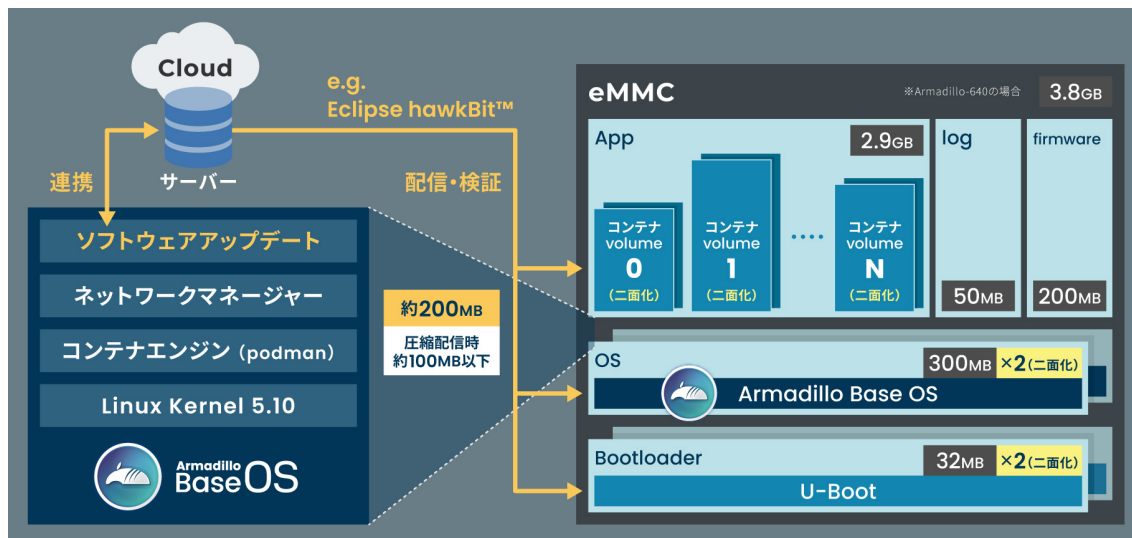 Cloud
サーバー
e.g.
Eclipse hawkBit™
連携
配信・検証
ソフトウェアアップデート
ネットワークマネージャー
コンテナエンジン (podman)
Linux Kernel 5.10
Armadillo
Base OS
約200MB
圧縮配信時
約100MB以下
eMMC
※Armadillo-640の場合
3.8GB
App
2.9GB
コンテナ
volume
0
(二面化)
コンテナ
volume
1
(二面化)
....
コンテナ
volume
N
(二面化)
log
50MB
firmware
200MB
OS
300MB ×2(二面化)
Armadillo Base OS
Bootloader
32MB ×2(二面化)
U-Boot